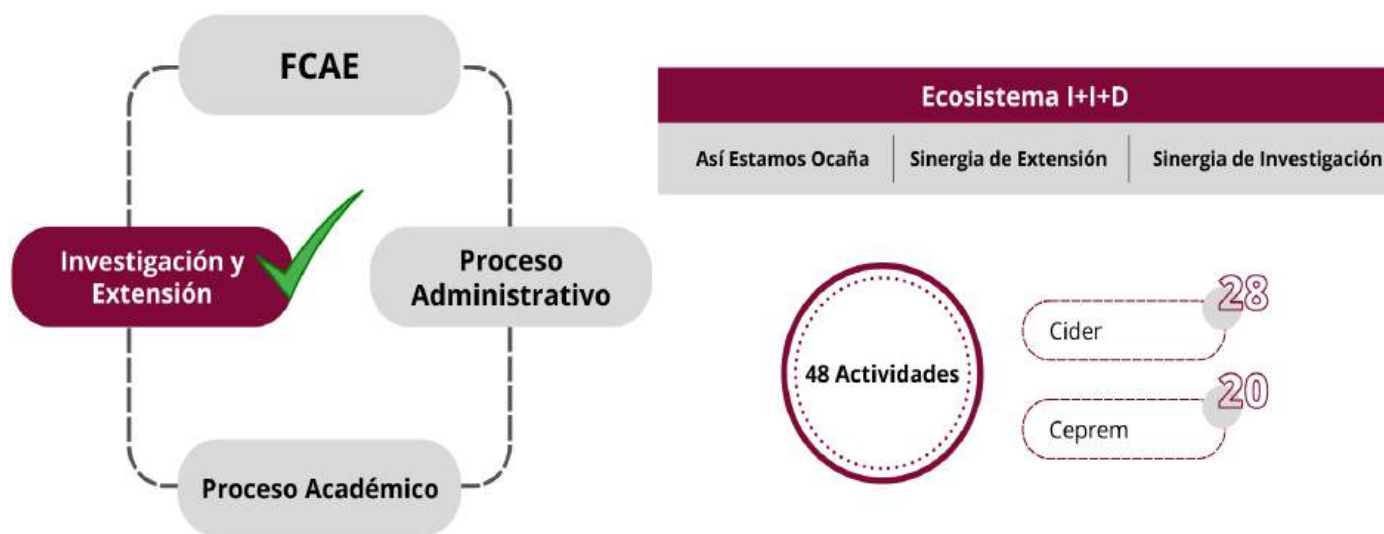 FCAE
Investigación y
Extensión
Proceso
Administrativo
Proceso Académico
Ecosistema I+I+D
Así Estamos Ocaña
Sinergia de Extensión
Sinergia de Investigación
48 Actividades
Cider
28
Ceprem
20